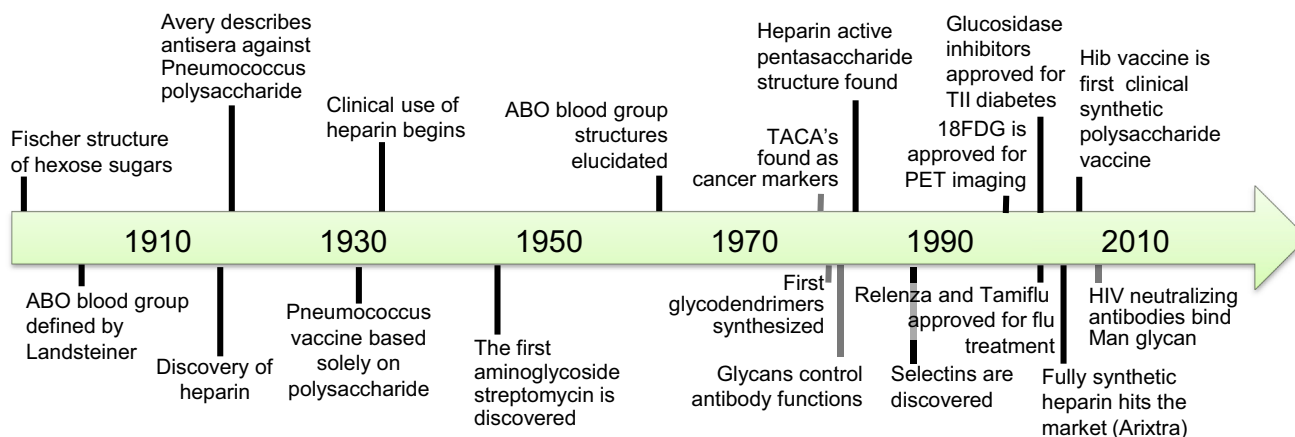 Avery describes
antisera against
Pneumococcus
polysaccharide
Fischer structure
of hexose sugars
Clinical use of
heparin begins
ABO blood group
structures
elucidated
TACA's
found as
cancer markers
Heparin active
pentasaccharide
structure found
Glucosidase
inhibitors
approved for
TII diabetes
18FDG is
approved for
PET imaging
Hib vaccine is
first clinical
synthetic
polysaccharide
vaccine
1910 1930 1950 1970 1990 2010
ABO blood group
defined by
Landsteiner
Discovery of
heparin
Pneumococcus
vaccine based
solely on
polysaccharide
The first
aminoglycoside
streptomycin is
discovered
First
glycodendrimers
synthesized
Glycans control
antibody functions
Relenza and Tamiflu
approved for flu
treatment
Selectins are
discovered
Fully synthetic
heparin hits the
market (Arixtra)
HIV neutralizing
antibodies bind
Man glycan